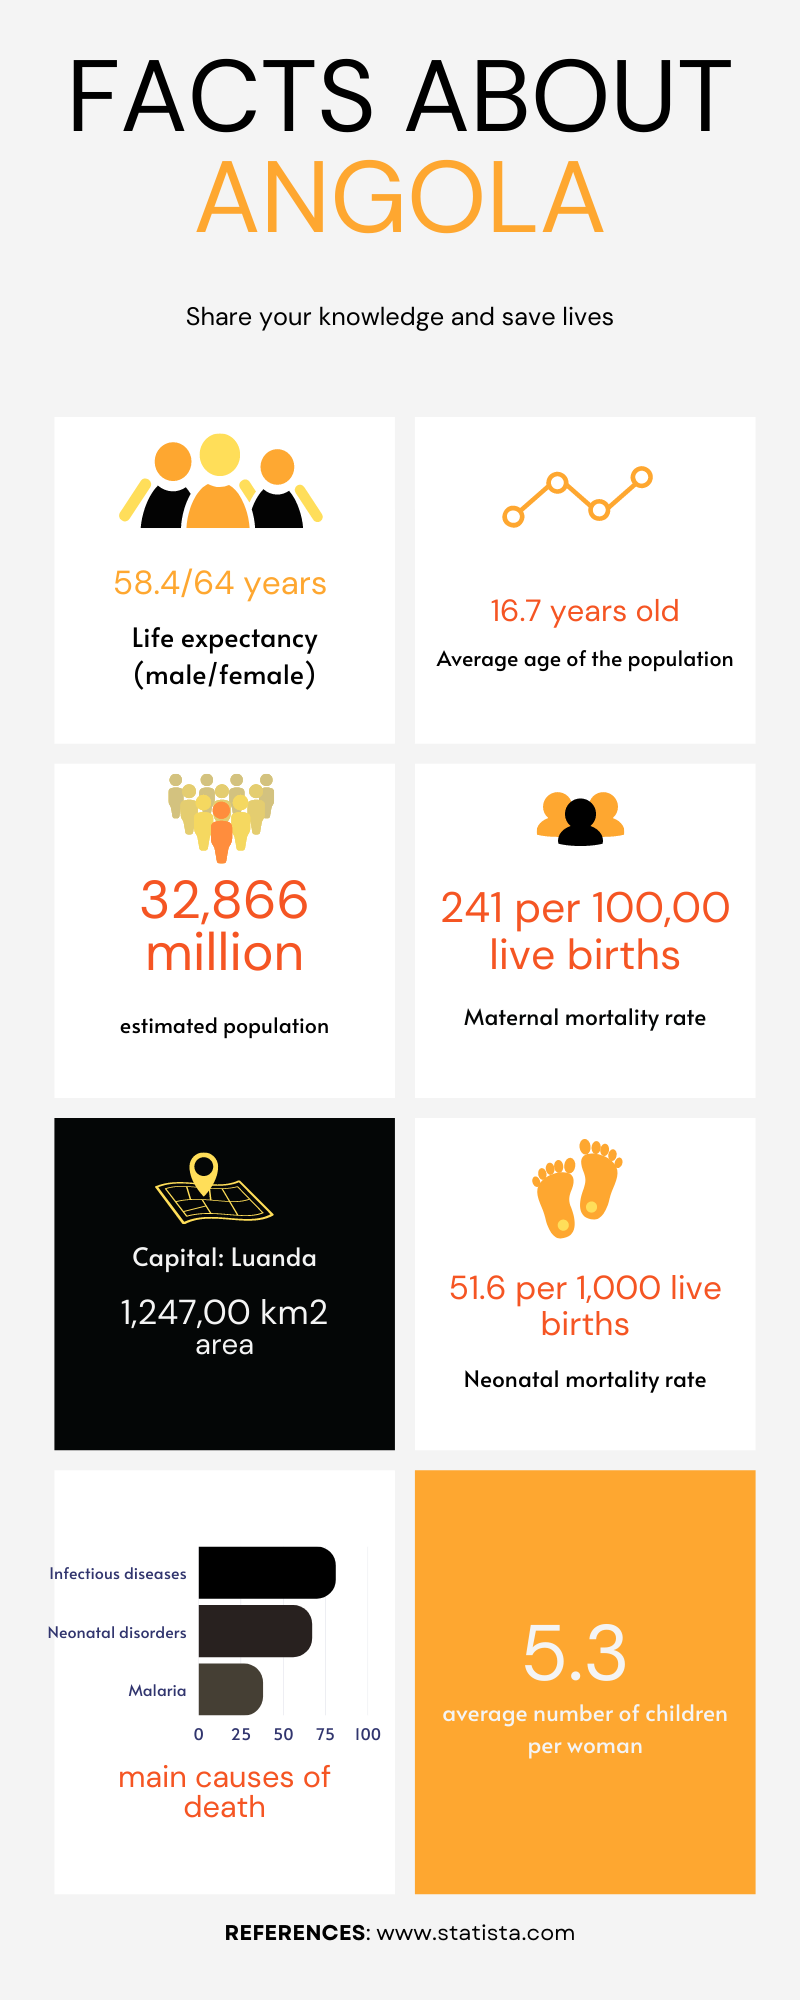 FACTS ABOUT
ANGOLA
Share your knowledge and save lives
58.4/64 years
Life expectancy
(male/female)
16.7 years old
Average age of the population
32,866
million
estimated population
241 per 100,00
live births
Maternal mortality rate
Capital: Luanda
1,247,00 km2
area
51.6 per 1,000 live
births
Neonatal mortality rate
Infectious diseases
Neonatal disorders
Malaria
0 25 50 75 100
main causes of
death
5.3
average number of children
per woman
REFERENCES: www.statista.com